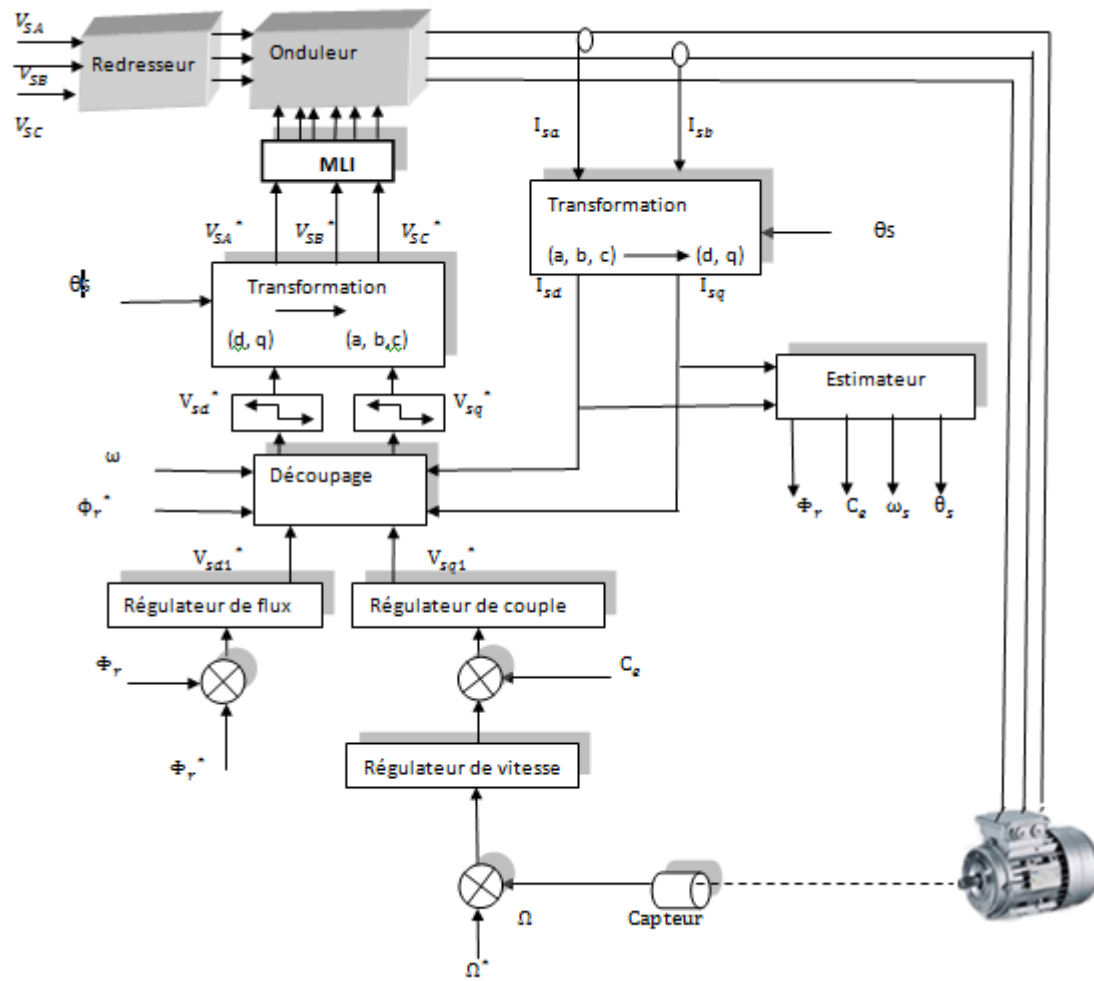 V_SA
V_SB
V_SC
Redresseur
Onduleur
MLI
I_sa
I_sb
Transformation
(a, b, c) (d, q)
θs
V_SA* V_SB* V_SC*
I_sd
I_sq
Transformation
(d, q) (a, b,c)
Estimateur
V_sd*
V_sq*
ω
Découpage
Φ_r*
Φ_r C_e ω_s θ_s
V_sd1*
V_sq1*
Régulateur de flux
Régulateur de couple
Φ_r
C_e
Φ_r*
Régulateur de vitesse
Ω
Capteur
Ω*